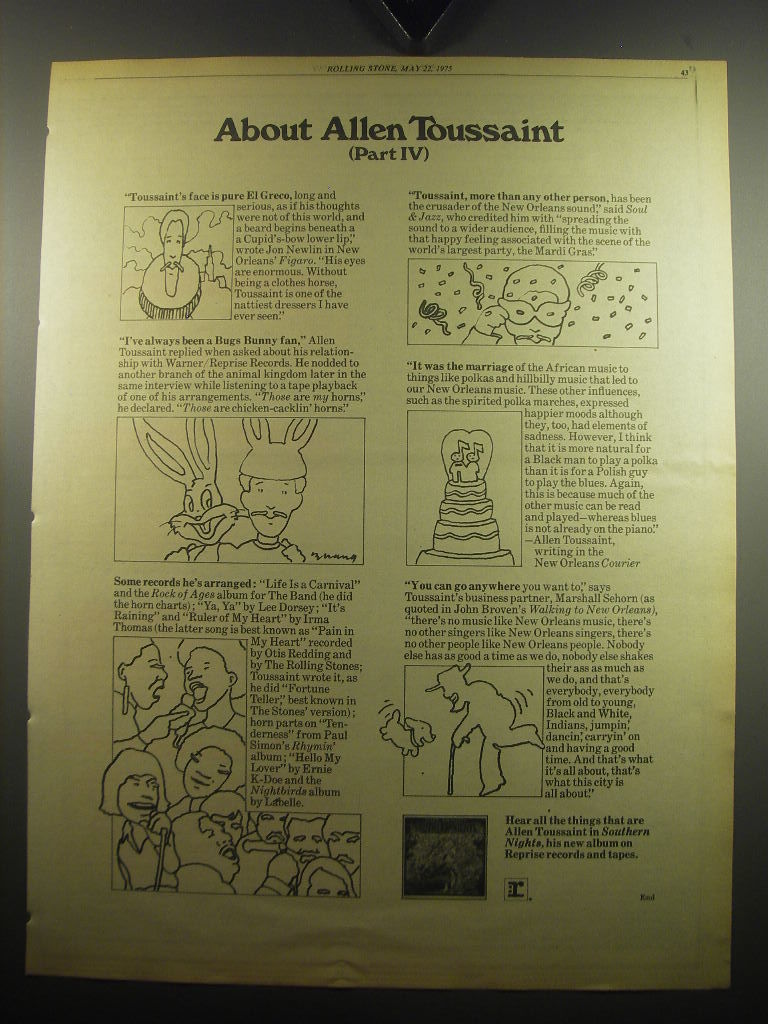 ROLLING STONE, MAY 22, 1975
43
About Allen Toussaint
(Part IV)
"Toussaint's face is pure El Greco, long and
serious, as if his thoughts
were not of this world, and
a beard begins beneath a
a Cupid's-bow lower lip,"
wrote Jon Newlin in New
Orleans' Figaro. "His eyes
are enormous. Without
being a clothes horse,
Toussaint is one of the
nattiest dressers I have
ever seen."
"I've always been a Bugs Bunny fan," Allen
Toussaint replied when asked about his relation-
ship with Warner/Reprise Records. He nodded to
another branch of the animal kingdom later in the
same interview while listening to a tape playback
of one of his arrangements. "Those are my horns,"
he declared. "Those are chicken-cacklin' horns."
Some records he's arranged: "Life Is a Carnival"
and the Rock of Ages album for The Band (he did
the horn charts); "Ya, Ya" by Lee Dorsey; "It's
Raining" and "Ruler of My Heart" by Irma
Thomas (the latter song is best known as "Pain in
My Heart" recorded
by Otis Redding and
by The Rolling Stones;
Toussaint wrote it, as
he did "Fortune
Teller," best known in
The Stones' version);
horn parts on "Ten-
derness" from Paul
Simon's Rhymin'
album; "Hello My
Lover" by Ernie
K-Doe and the
Nightbirds album
by Labelle.
"Toussaint, more than any other person, has been
the crusader of the New Orleans sound," said Soul
& Jazz, who credited him with "spreading the
sound to a wider audience, filling the music with
that happy feeling associated with the scene of the
world's largest party, the Mardi Gras."
"It was the marriage of the African music to
things like polkas and hillbilly music that led to
our New Orleans music. These other influences,
such as the spirited polka marches, expressed
happier moods although
they, too, had elements of
sadness. However, I think
that it is more natural for
a Black man to play a polka
than it is for a Polish guy
to play the blues. Again,
this is because much of the
other music can be read
and played—whereas blues
is not already on the piano."
—Allen Toussaint,
writing in the
New Orleans Courier
"You can go anywhere you want to," says
Toussaint's business partner, Marshall Sehorn (as
quoted in John Broven's Walking to New Orleans),
"there's no music like New Orleans music, there's
no other singers like New Orleans singers, there's
no other people like New Orleans people. Nobody
else has as good a time as we do, nobody else shakes
their ass as much as
we do, and that's
everybody, everybody
from old to young,
Black and White,
Indians, jumpin',
dancin', carryin' on
and having a good
time. And that's what
it's all about, that's
what this city is
all about."
Hear all the things that are
Allen Toussaint in Southern
Nights, his new album on
Reprise records and tapes.
r